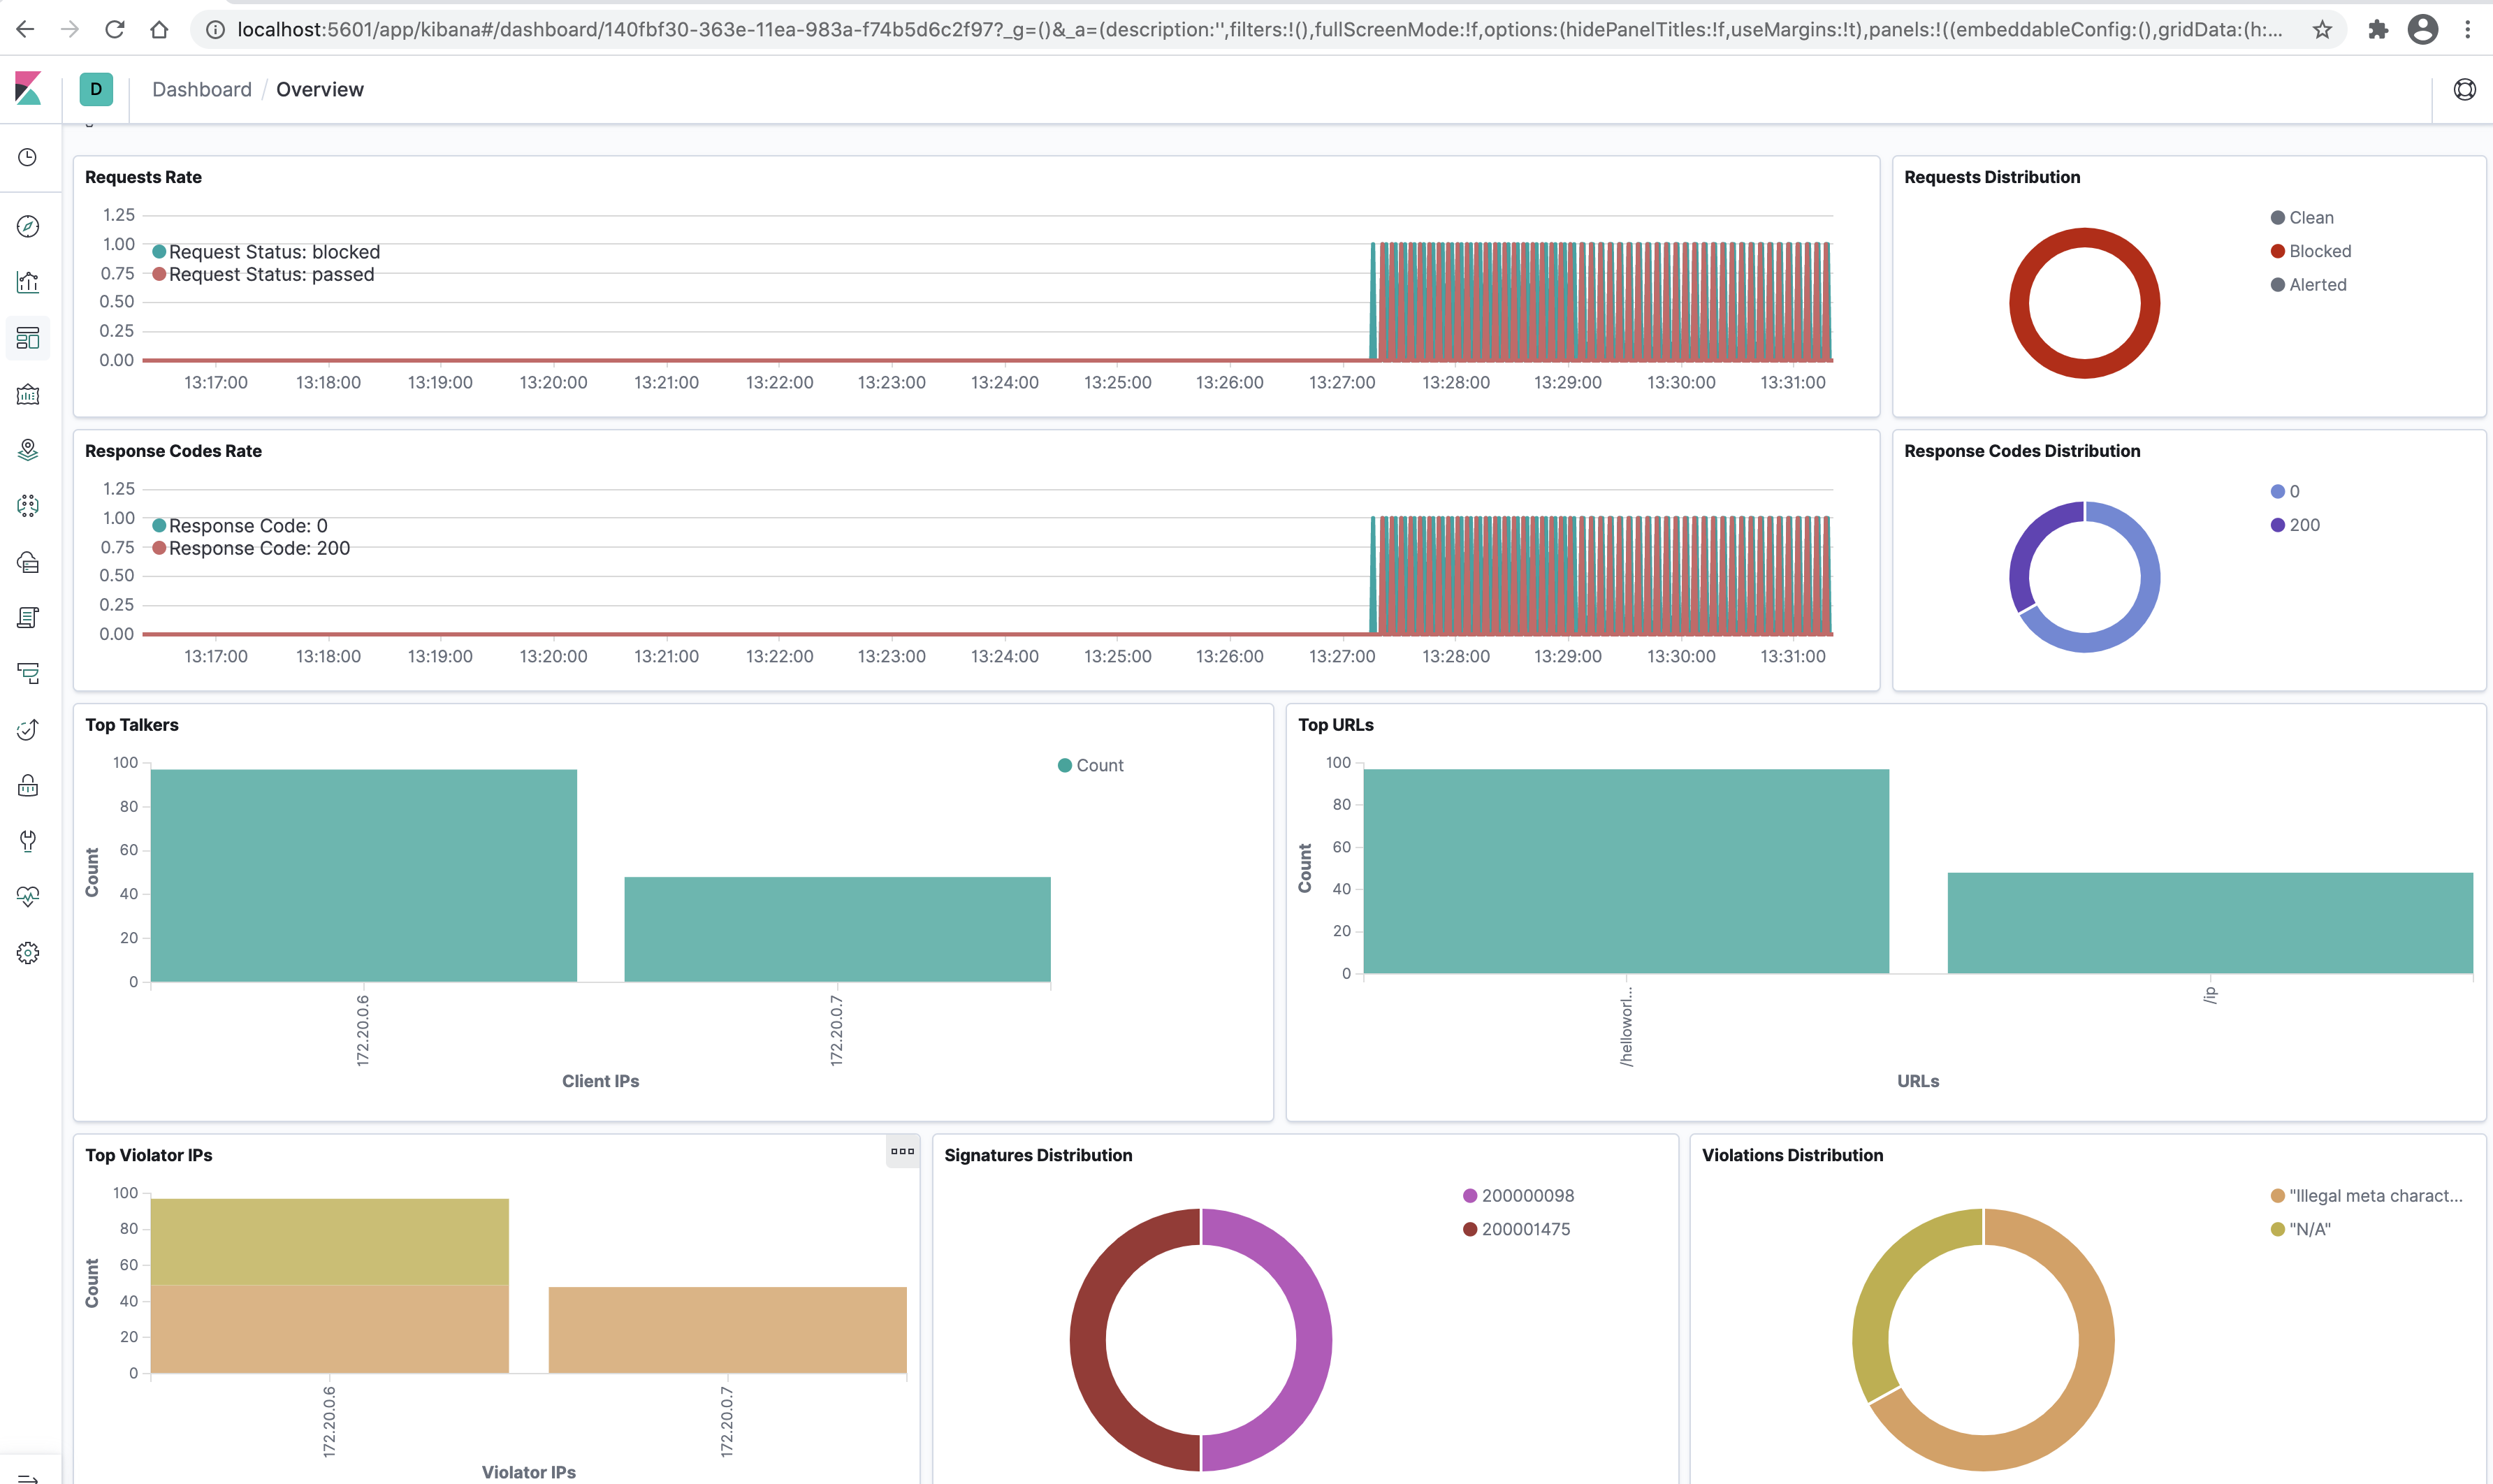 localhost:5601/app/kibana#/dashboard/140fbf30-363e-11ea-983a-f74b5d6c2f97?_g=()&_a=(description:'',filters:!(),fullScreenMode:!f,options:(hidePanelTitles:!f,useMargins:!t),panels:!((embeddableConfig:(),gridData:(h:...
D
Dashboard / Overview
Requests Rate
1.25
1.00
0.75
0.50
0.25
0.00
Request Status: blocked
Request Status: passed
13:17:00 13:18:00 13:19:00 13:20:00 13:21:00 13:22:00 13:23:00 13:24:00 13:25:00 13:26:00 13:27:00 13:28:00 13:29:00 13:30:00 13:31:00
Requests Distribution
Clean
Blocked
Alerted
Response Codes Rate
1.25
1.00
0.75
0.50
0.25
0.00
Response Code: 0
Response Code: 200
13:17:00 13:18:00 13:19:00 13:20:00 13:21:00 13:22:00 13:23:00 13:24:00 13:25:00 13:26:00 13:27:00 13:28:00 13:29:00 13:30:00 13:31:00
Response Codes Distribution
0
200
Top Talkers
100
80
60
40
20
0
Count
Count
172.20.0.6
172.20.0.7
Client IPs
Top URLs
100
80
60
40
20
0
Count
/helloworl...
/ip
URLs
Top Violator IPs
100
80
60
40
20
0
Count
172.20.0.6
172.20.0.7
Violator IPs
Signatures Distribution
200000098
200001475
Violations Distribution
"Illegal meta charact...
"N/A"